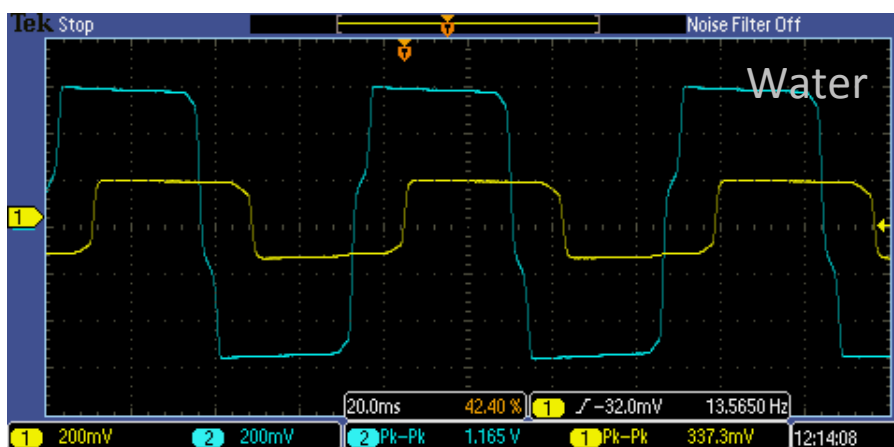 Tek Stop
Noise Filter Off
Water
1
20.0ms 42.40 % 1 -32.0mV 13.5650 Hz
1 200mV 2 200mV 2 Pk-Pk 1.165 V 1 Pk-Pk 337.3mV 12:14:08